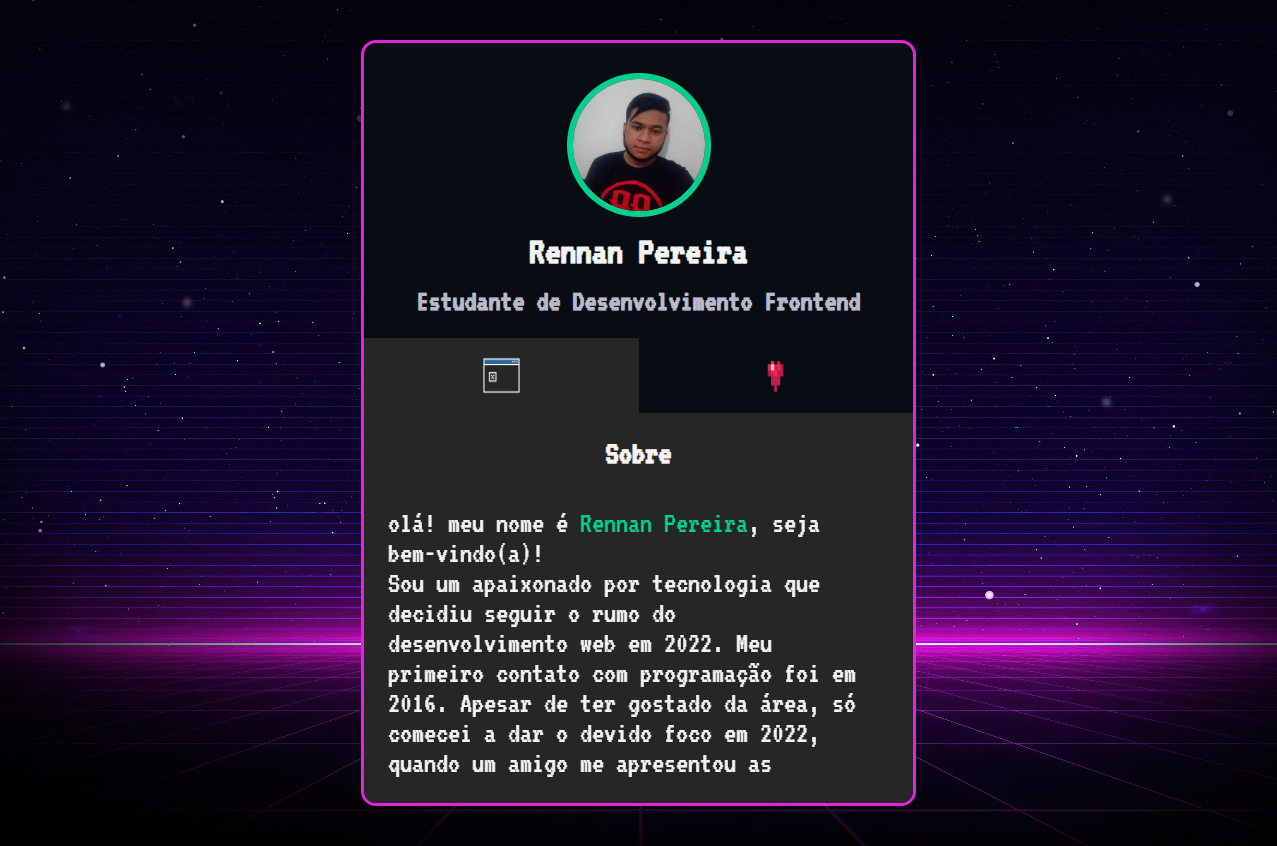 Rennan Pereira
Estudante de Desenvolvimento Frontend
Sobre
olá! meu nome é Rennan Pereira, seja
bem-vindo(a)!
Sou um apaixonado por tecnologia que
decidiu seguir o rumo do
desenvolvimento web em 2022. Meu
primeiro contato com programação foi em
2016. Apesar de ter gostado da área, só
comecei a dar o devido foco em 2022,
quando um amigo me apresentou as